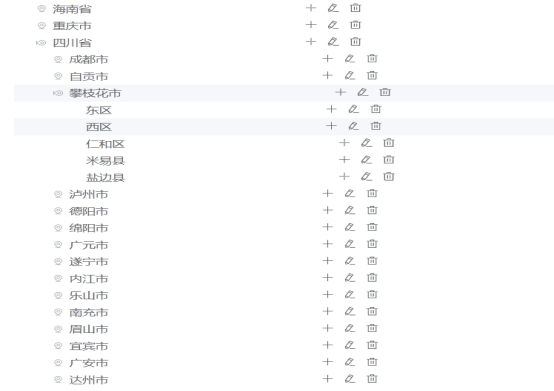 海南省
重庆市
四川省
成都市
自贡市
攀枝花市
东区
西区
仁和区
米易县
盐边县
泸州市
德阳市
绵阳市
广元市
遂宁市
内江市
乐山市
南充市
眉山市
宜宾市
广安市
达州市